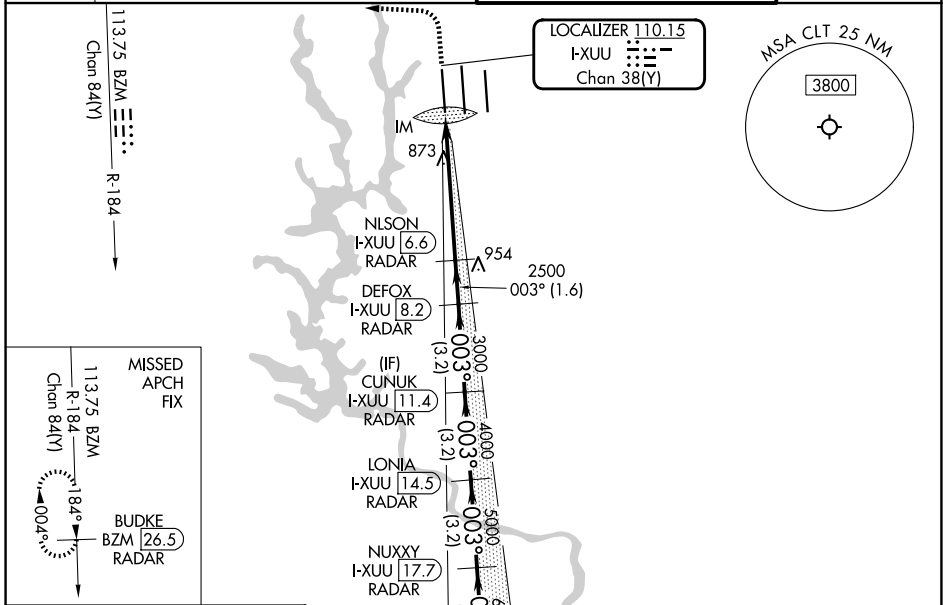 113.75 BZM
Chan 84(Y)
R-184
LOCALIZER 110.15
I-XUU
Chan 38(Y)
MSA CLT 25 NM
3800
IM
873
NLSON
I-XUU 6.6
RADAR
954
2500
003° (1.6)
DEFOX
I-XUU 8.2
RADAR
003°
(3.2)
3000
(IF)
CUNUK
I-XUU 11.4
RADAR
003°
(3.2)
4000
LONIA
I-XUU 14.5
RADAR
003°
(3.2)
5000
NUXXY
I-XUU 17.7
RADAR
MISSED
APCH
FIX
113.75 BZM
R-184
Chan 84(Y)
184°
004°
BUDKE
BZM 26.5
RADAR